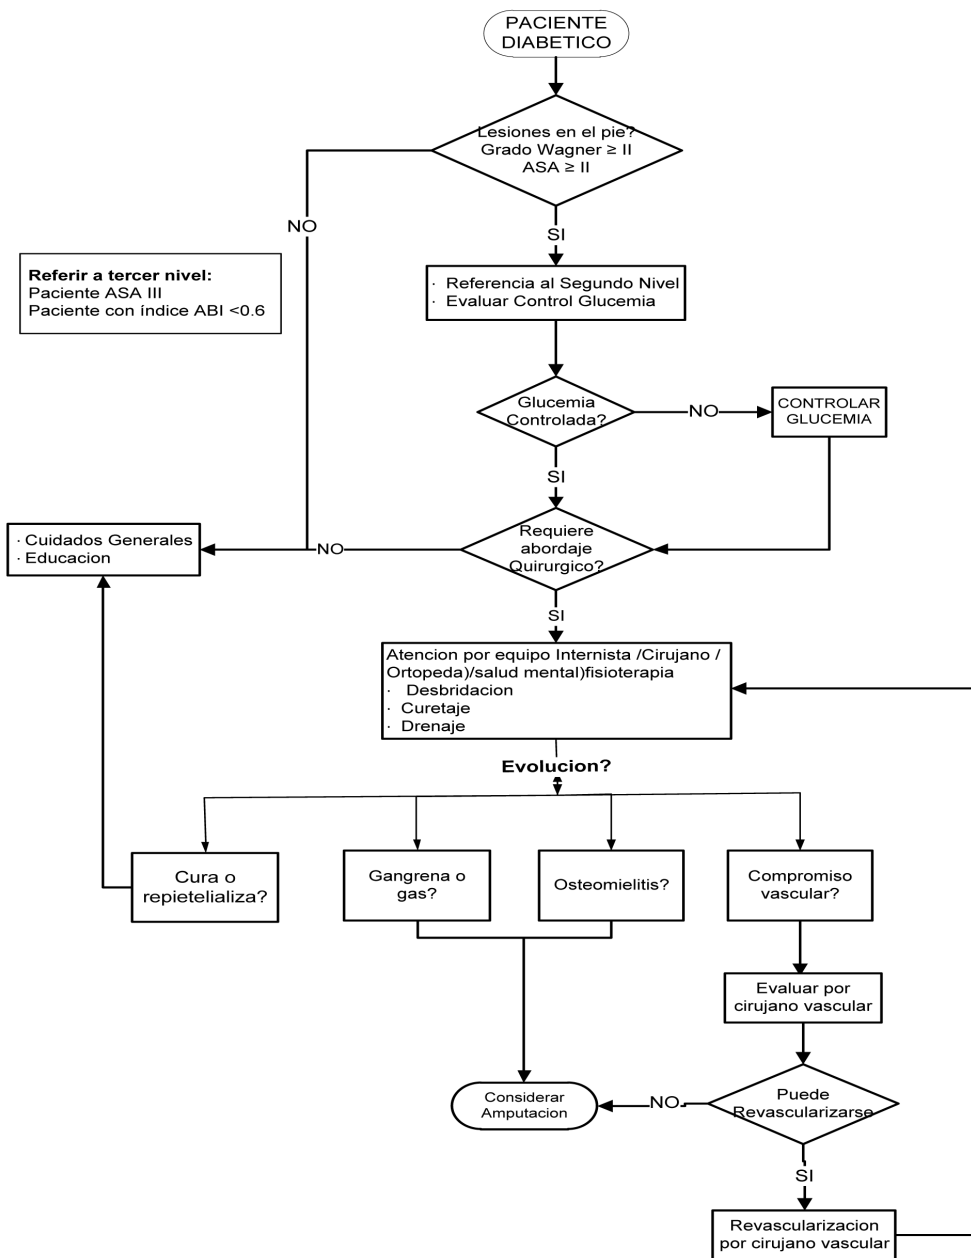 PACIENTE
DIABETICO
Lesiones en el pie?
Grado Wagner ≥ II
ASA ≥ II
NO
SI
Referir a tercer nivel:
Paciente ASA III
Paciente con índice ABI <0.6
· Referencia al Segundo Nivel
· Evaluar Control Glucemia
Glucemia
Controlada?
NO
CONTROLAR
GLUCEMIA
SI
Requiere
abordaje
Quirurgico?
NO
· Cuidados Generales
· Educacion
SI
Atencion por equipo Internista /Cirujano /
Ortopeda)/salud mental)fisioterapia
· Desbridacion
· Curetaje
· Drenaje
Evolucion?
Cura o
repietelializa?
Gangrena o
gas?
Osteomielitis?
Compromiso
vascular?
Evaluar por
cirujano vascular
Puede
Revascularizarse
NO
Considerar
Amputacion
SI
Revascularizacion
por cirujano vascular